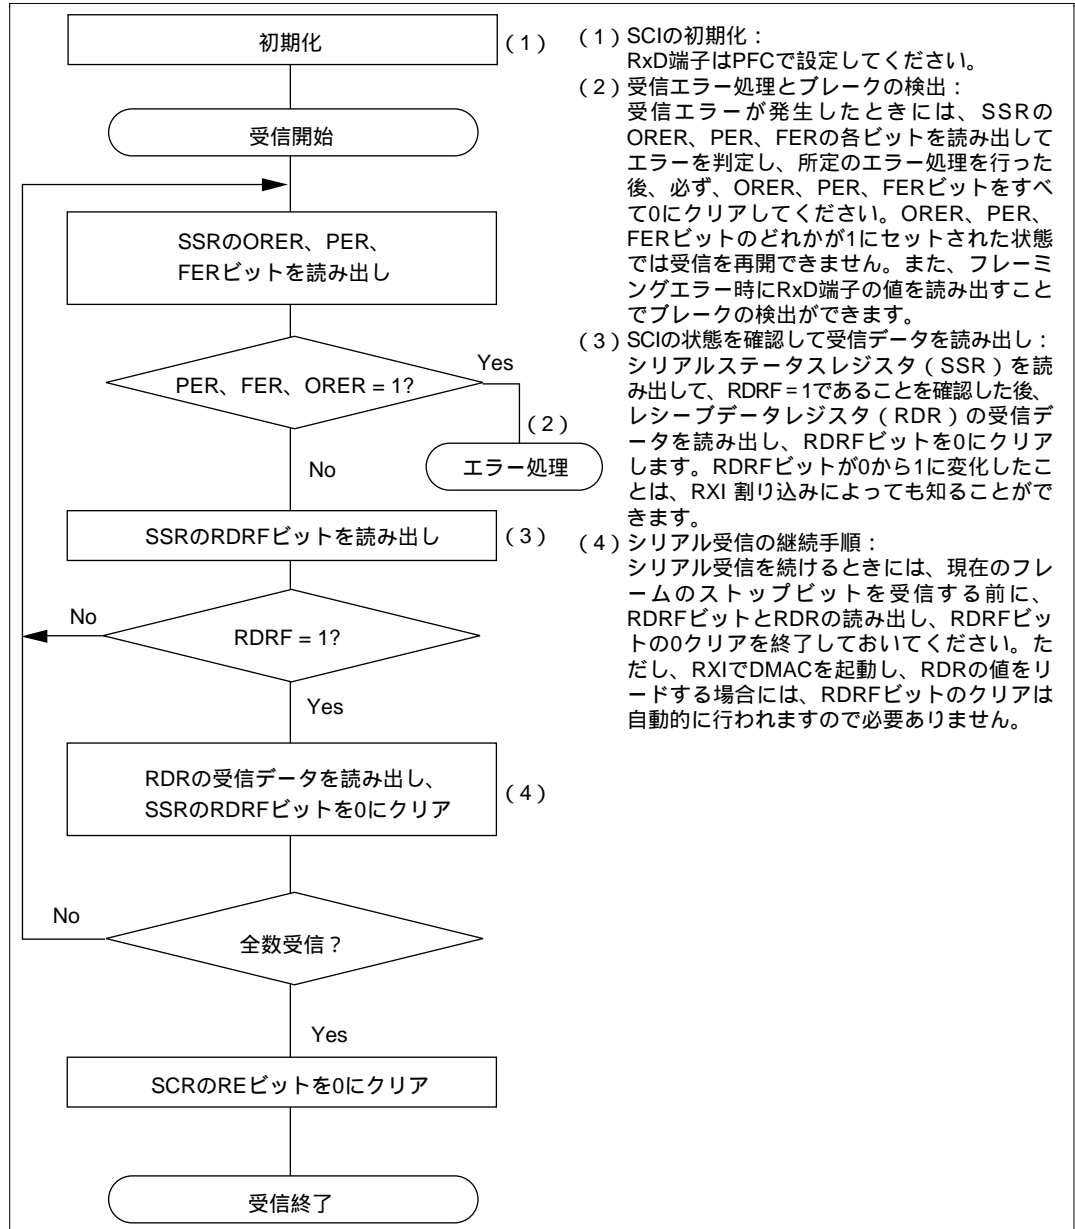 初期化
(1)
受信開始
SSRのORER、PER、
FERビットを読み出し
PER、FER、ORER = 1?
Yes
(2)
エラー処理
No
SSRのRDRFビットを読み出し
(3)
No
RDRF = 1?
Yes
RDRの受信データを読み出し、
SSRのRDRFビットを0にクリア
(4)
No
全数受信?
Yes
SCRのREビットを0にクリア
受信終了
(1)SCIの初期化:
RxD端子はPFCで設定してください。
(2)受信エラー処理とブレークの検出:
受信エラーが発生したときには、SSRの
ORER、PER、FERの各ビットを読み出して
エラーを判定し、所定のエラー処理を行った
後、必ず、ORER、PER、FERビットをすべ
て0にクリアしてください。ORER、PER、
FERビットのどれかが1にセットされた状態
では受信を再開できません。また、フレーミ
ングエラー時にRxD端子の値を読み出すこと
でブレークの検出ができます。
(3)SCIの状態を確認して受信データを読み出し:
シリアルステータスレジスタ(SSR)を読
み出して、RDRF=1であることを確認した後、
レシーブデータレジスタ(RDR)の受信デ
ータを読み出し、RDRFビットを0にクリア
します。RDRFビットが0から1に変化したこ
とは、RXI 割り込みによっても知ることがで
きます。
(4)シリアル受信の継続手順:
シリアル受信を続けるときには、現在のフレ
ームのストップビットを受信する前に、
RDRFビットとRDRの読み出し、RDRFビッ
トの0クリアを終了しておいてください。た
だし、RXIでDMACを起動し、RDRの値をリ
ードする場合には、RDRFビットのクリアは
自動的に行われますので必要ありません。